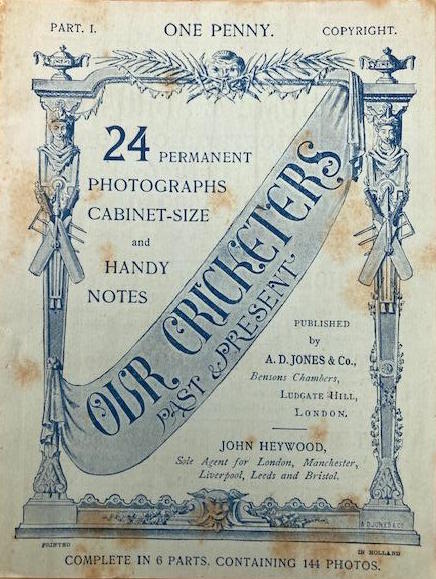 PART. I. ONE PENNY. COPYRIGHT.
24 PERMANENT
PHOTOGRAPHS
CABINET-SIZE
and
HANDY
NOTES
OUR CRICKETERS
PAST & PRESENT
PUBLISHED
by
A. D. JONES & Co.,
Bensons Chambers,
LUDGATE HILL,
LONDON.
JOHN HEYWOOD,
Sole Agent for London, Manchester,
Liverpool, Leeds and Bristol.
A.D. JONES & Co
PRINTED IN HOLLAND
COMPLETE IN 6 PARTS. CONTAINING 144 PHOTOS.